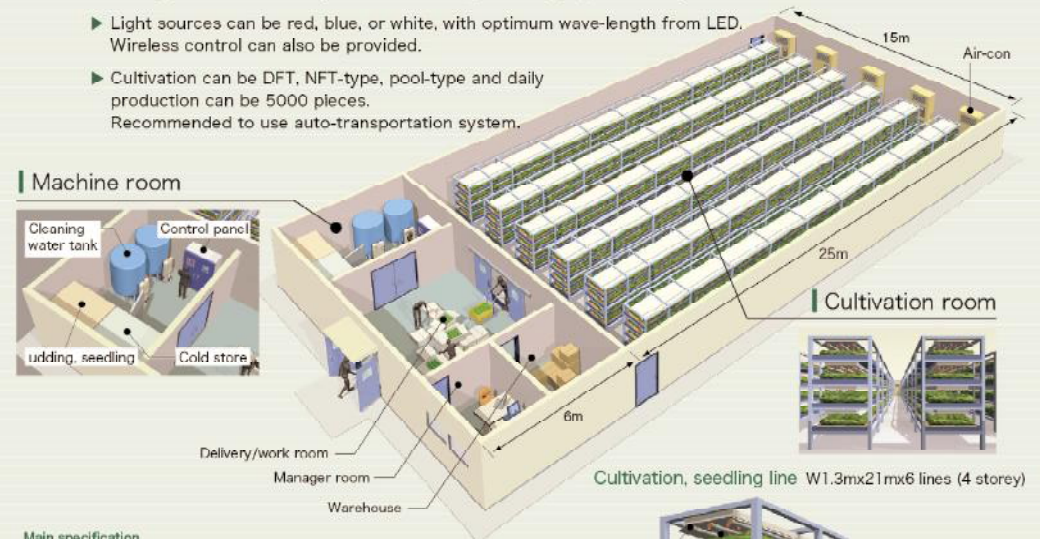 ▶ Light sources can be red, blue, or white, with optimum wave-length from LED.
Wireless control can also be provided.
▶ Cultivation can be DFT, NFT-type, pool-type and daily
production can be 5000 pieces.
Recommended to use auto-transportation system.
15m
Air-con
Machine room
Cleaning
water tank
Control panel
udding, seedling
Cold store
25m
Cultivation room
6m
Delivery/work room
Manager room
Warehouse
Cultivation, seedling line W1.3mx21mx6 lines (4 storey)
Main specification